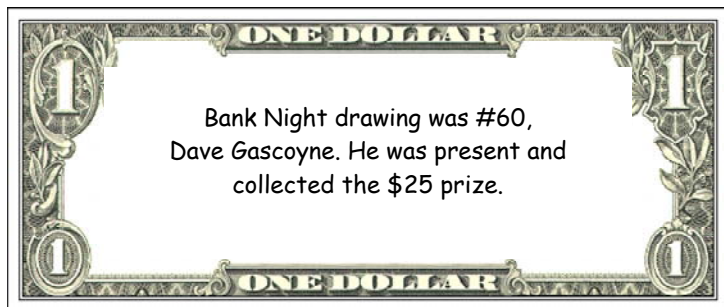 ONE DOLLAR
1 1
Bank Night drawing was #60,
Dave Gascoyne. He was present and
collected the $25 prize.
1 1
ONE DOLLAR